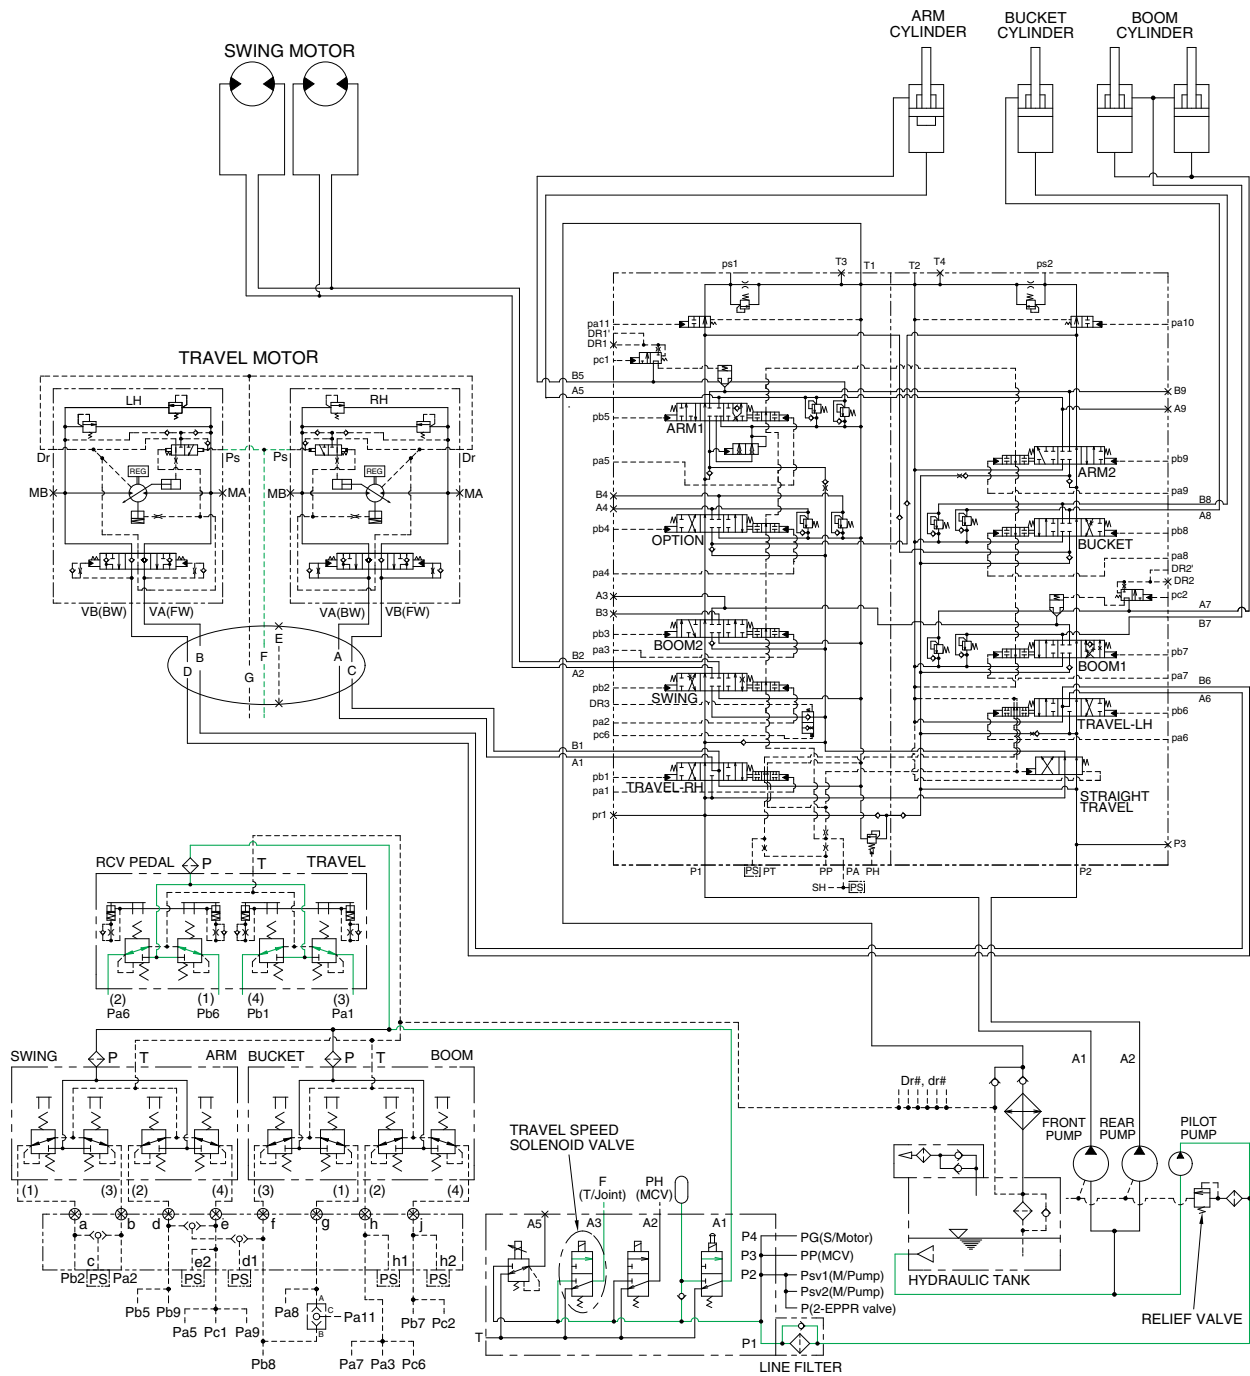 ARM
CYLINDER
BUCKET
CYLINDER
BOOM
CYLINDER
SWING MOTOR
ps1
T3
T1
T2
T4
ps2
pa11
DR1'
DR1
pc1
pa10
TRAVEL MOTOR
B5
A5
B9
A9
LH
RH
pb5
ARM1
Dr
Ps
Ps
Dr
REG
REG
MB
MA
MB
MA
pa5
ARM2
pb9
pa9
B4
A4
B8
A8
pb4
OPTION
BUCKET
pb8
pa4
pa8
DR2'
DR2
VB(BW)
VA(FW)
VA(BW)
VB(FW)
A3
B3
pc2
A7
B7
pb3
BOOM2
pa3
BOOM1
pb7
pa7
E
B
D
F
G
A
C
B2
A2
pb2
SWING
DR3
pa2
pc6
B6
A6
TRAVEL-LH
pb6
pa6
B1
A1
pb1
TRAVEL-RH
pa1
STRAIGHT
TRAVEL
pr1
P3
P1
PS
PT
PP
PA
PH
P2
SH
PS
RCV PEDAL
P
T
TRAVEL
(2)
(1)
(4)
(3)
Pa6
Pb6
Pb1
Pa1
SWING
P
T
ARM
BUCKET
P
T
BOOM
(1)
(3)
(2)
(4)
(3)
(1)
(2)
(4)
a
b
d
e
f
g
h
j
c
e2
d1
h1
h2
Pb2
PS
Pa2
PS
PS
PS
PS
Pb5
Pb9
Pa5
Pc1
Pa9
Pb8
Pa8
A
C
B
Pa11
Pa7
Pa3
Pc6
Pb7
Pc2
TRAVEL SPEED
SOLENOID VALVE
F
(T/Joint)
PH
(MCV)
A5
A3
A2
A1
P4
PG(S/Motor)
P3
PP(MCV)
P2
Psv1(M/Pump)
Psv2(M/Pump)
P(2-EPPR valve)
T
P1
LINE FILTER
Dr#, dr#
A1
A2
FRONT
PUMP
REAR
PUMP
PILOT
PUMP
HYDRAULIC TANK
RELIEF VALVE